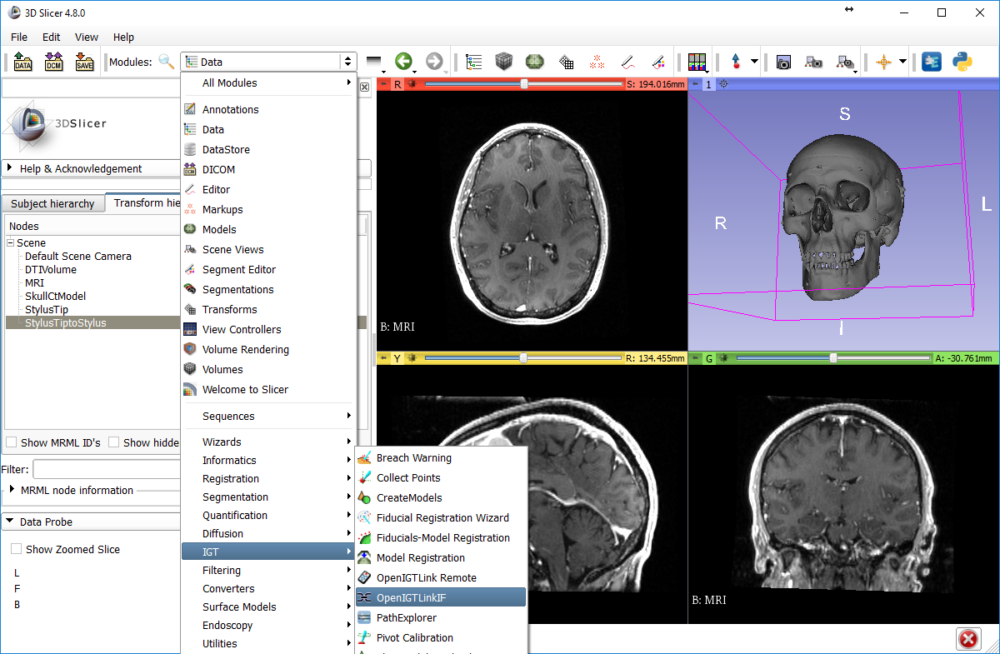 3D Slicer 4.8.0
File Edit View Help
DATA DCM SAVE Modules: Data
All Modules
Annotations
Data
DataStore
DICOM
Editor
Markups
Models
Scene Views
Segment Editor
Segmentations
Transforms
View Controllers
Volume Rendering
Volumes
Welcome to Slicer
Sequences
Wizards
Informatics
Registration
Segmentation
Quantification
Diffusion
IGT
Filtering
Converters
Surface Models
Endoscopy
Utilities
Breach Warning
Collect Points
CreateModels
Fiducial Registration Wizard
Fiducials-Model Registration
Model Registration
OpenIGTLink Remote
OpenIGTLinkIF
PathExplorer
Pivot Calibration
3DSlicer
Help & Acknowledgement
Subject hierarchy Transform hie
Nodes
Scene
Default Scene Camera
DTIVolume
MRI
SkullCtModel
StylusTip
StylusTiptoStylus
Show MRML ID's Show hidde
Filter:
MRML node information
Data Probe
Show Zoomed Slice
L
F
B
R S: 194.016mm
B: MRI
1
S
R
L
I
Y R: 134.455mm
G A: -30.761mm
B: MRI